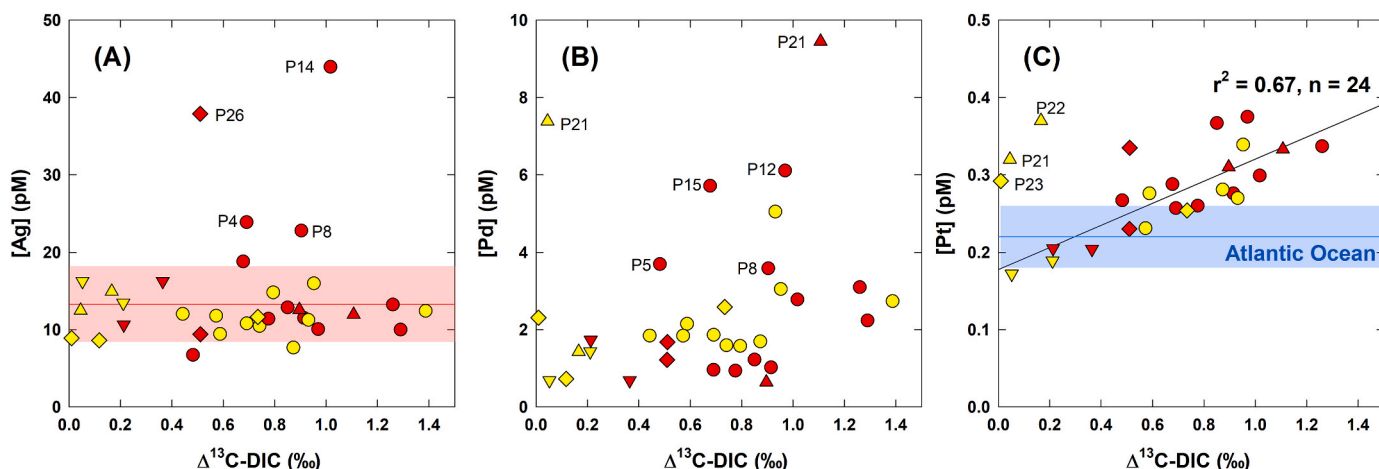 (A)
50
40
30
20
10
0
[Ag] (pM)
P14
P26
P4
P8
0.0 0.2 0.4 0.6 0.8 1.0 1.2 1.4
Δ¹³C-DIC (‰)
(B)
10
8
6
4
2
0
[Pd] (pM)
P21
P21
P12
P15
P5
P8
0.0 0.2 0.4 0.6 0.8 1.0 1.2 1.4
Δ¹³C-DIC (‰)
(C)
0.5
0.4
0.3
0.2
0.1
0.0
[Pt] (pM)
r² = 0.67, n = 24
P22
P21
P23
Atlantic Ocean
0.0 0.2 0.4 0.6 0.8 1.0 1.2 1.4
Δ¹³C-DIC (‰)